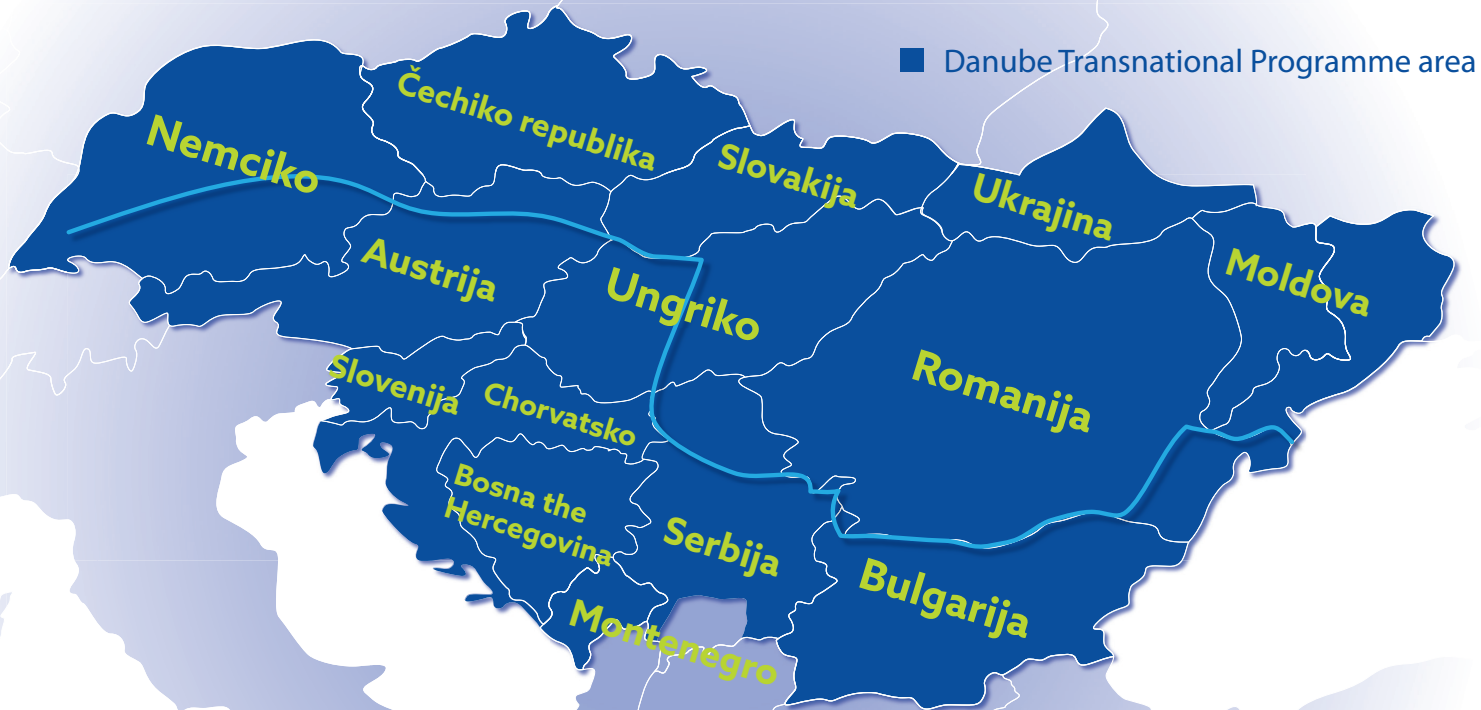 Danube Transnational Programme area
Čechiko republika
Nemciko
Slovakija
Ukrajina
Austrija
Ungriko
Moldova
Romanija
Slovenija
Chorvatsko
Bosna the
Hercegovina
Serbija
Bulgarija
Montenegro